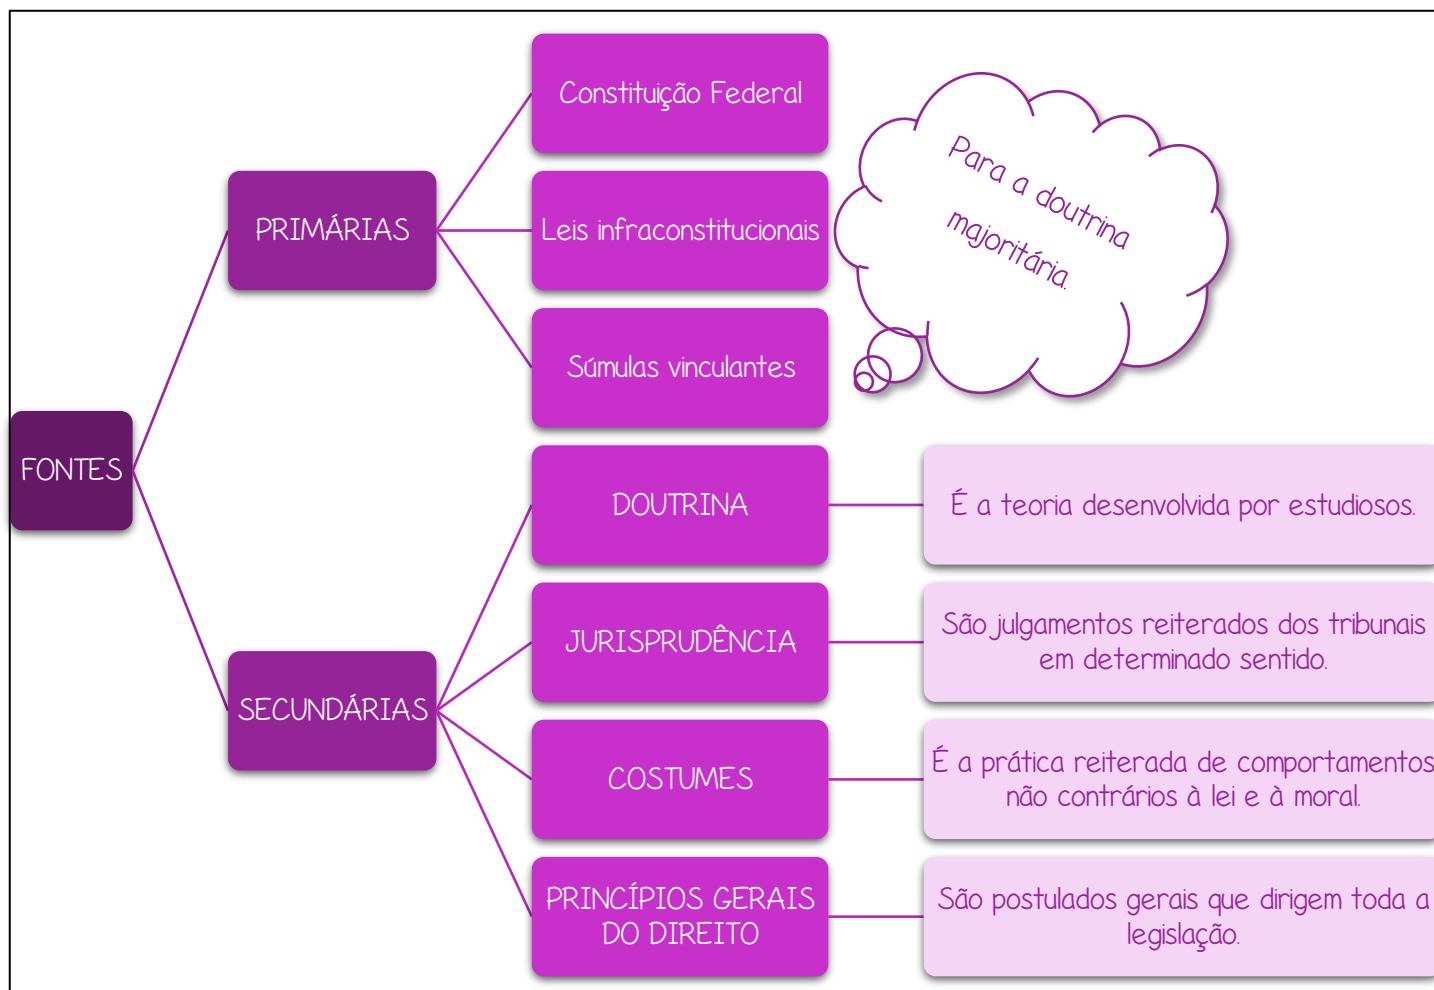 FONTES
PRIMÁRIAS
Constituição Federal
Leis infraconstitucionais
Súmulas vinculantes
Para a doutrina
majoritária.
SECUNDÁRIAS
DOUTRINA
É a teoria desenvolvida por estudiosos.
JURISPRUDÊNCIA
São julgamentos reiterados dos tribunais
em determinado sentido.
COSTUMES
É a prática reiterada de comportamentos
não contrários à lei e à moral.
PRINCÍPIOS GERAIS
DO DIREITO
São postulados gerais que dirigem toda a
legislação.